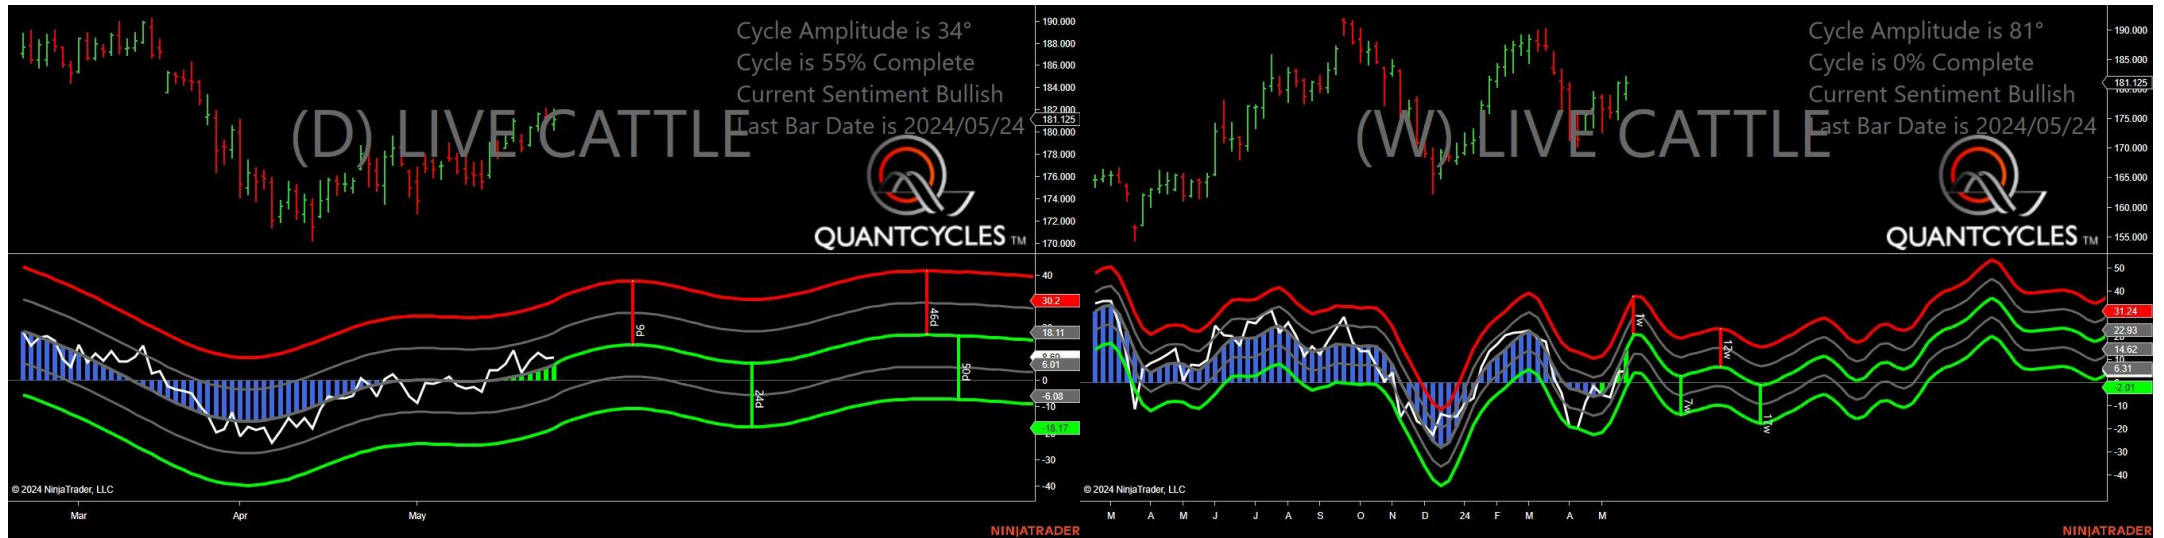 Cycle Amplitude is 34°
Cycle is 55% Complete
Current Sentiment Bullish
Last Bar Date is 2024/05/24
(D) LIVE CATTLE
QUANTCYCLES TM
190.000
188.000
186.000
184.000
182.000
181.125
180.000
178.000
176.000
174.000
172.000
170.000
40
30.2
18.11
8.60
6.01
0
-6.08
-10
-18.17
-30
-40
9d
24d
46d
50d
© 2024 NinjaTrader, LLC
Mar
Apr
May
NINJATRADER
Cycle Amplitude is 81°
Cycle is 0% Complete
Current Sentiment Bullish
Last Bar Date is 2024/05/24
(W) LIVE CATTLE
QUANTCYCLES TM
190.000
185.000
181.125
175.000
170.000
165.000
160.000
155.000
50
40
31.24
22.93
14.62
10
6.31
-2.01
-10
-20
-30
-40
1w
7w
12w
17w
© 2024 NinjaTrader, LLC
M A M J J A S O N D 24 F M A M
NINJATRADER